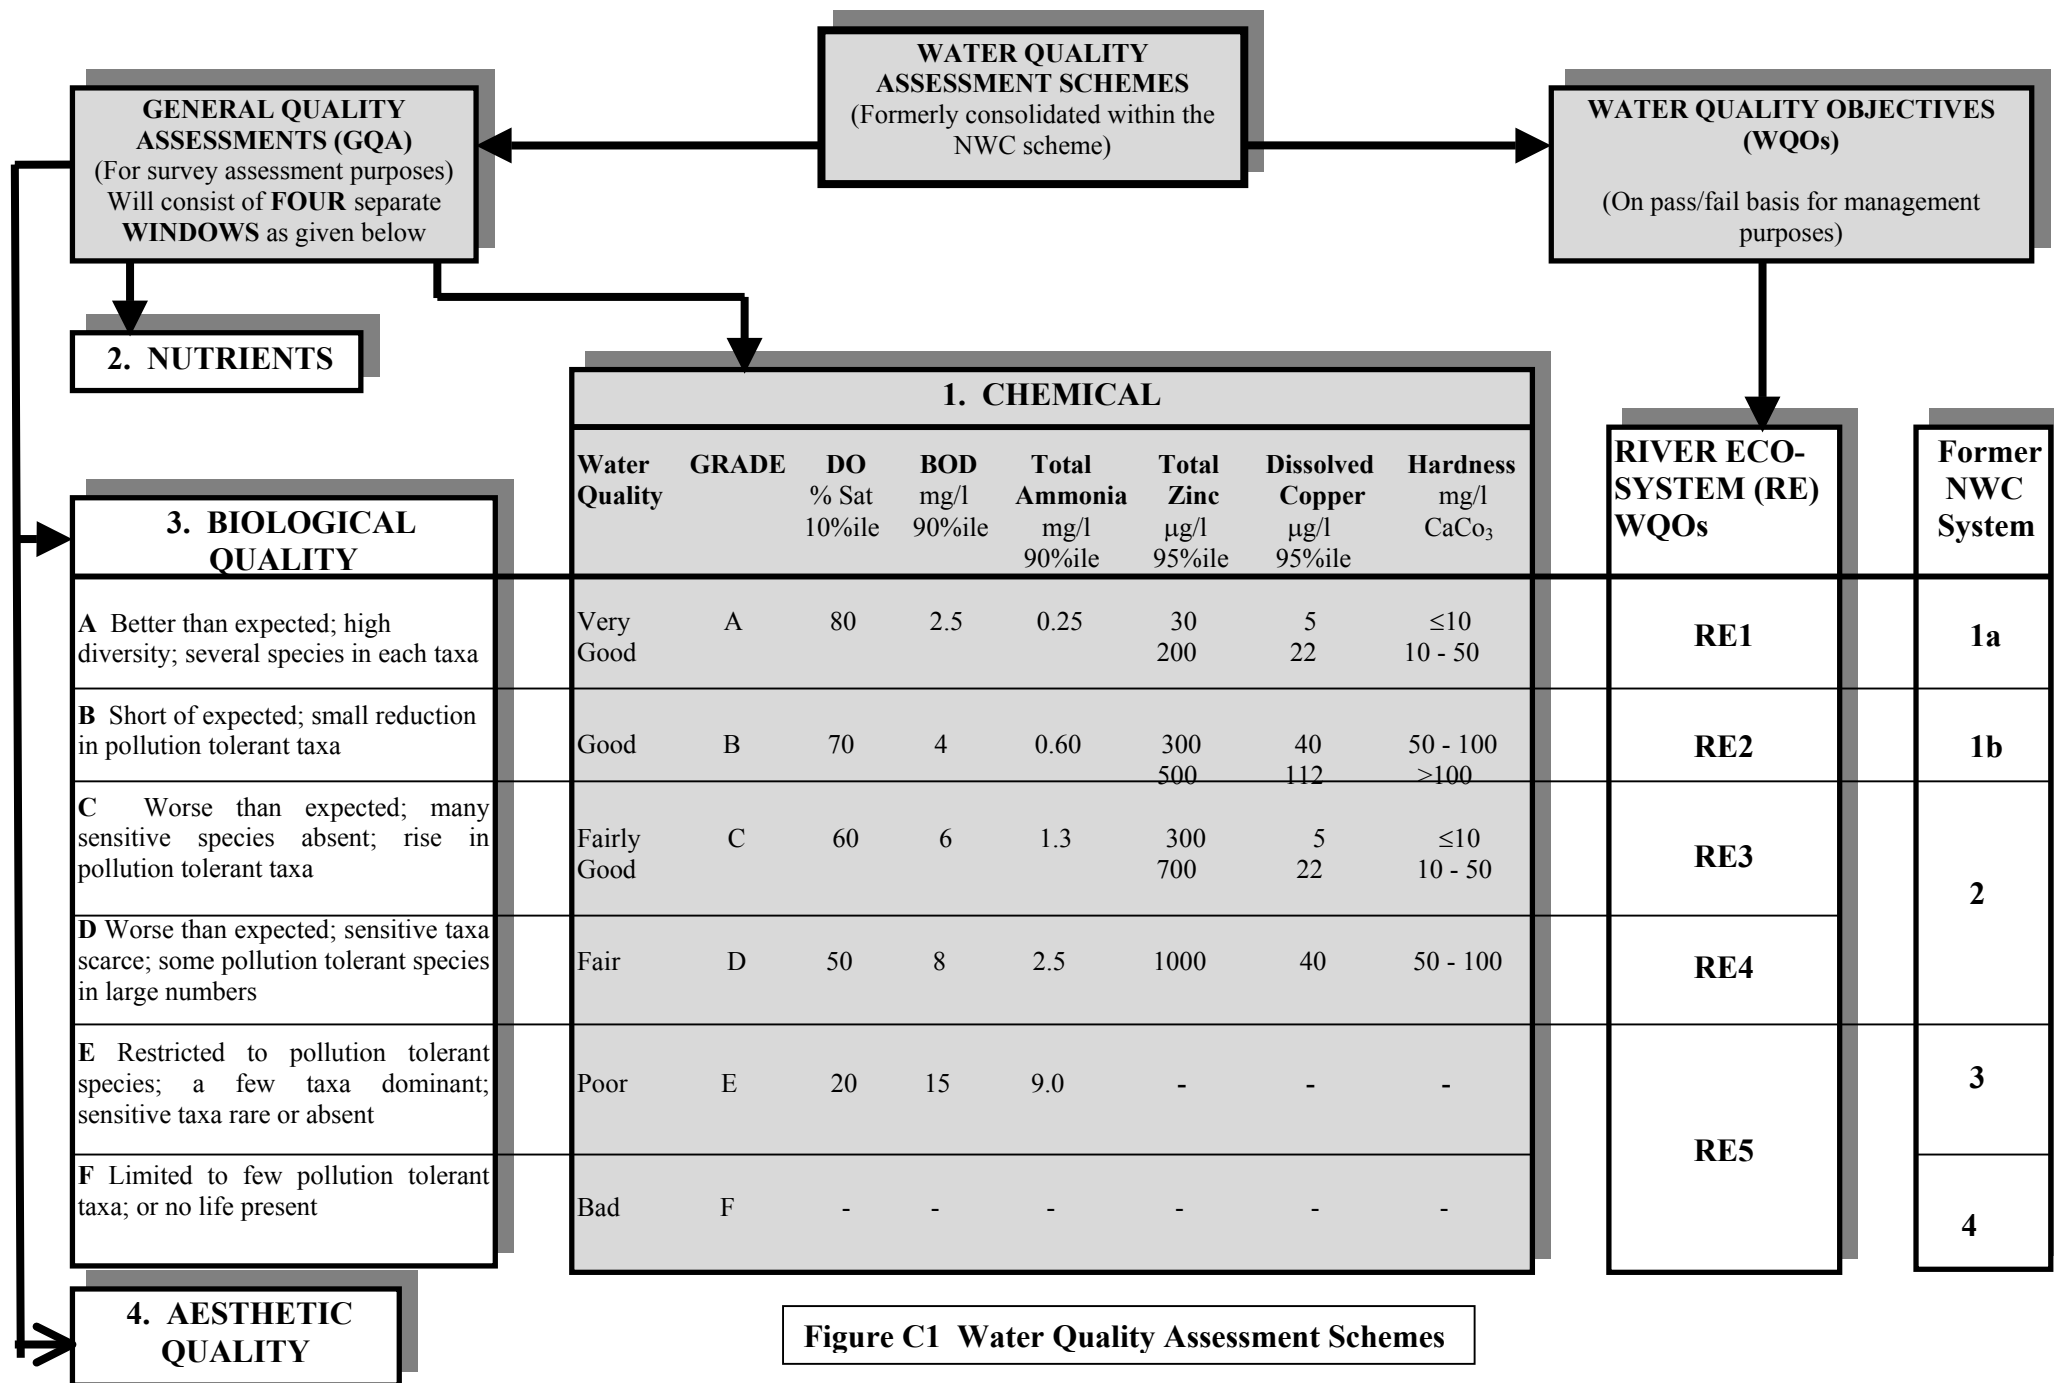 WATER QUALITY
ASSESSMENT SCHEMES
(Formerly consolidated within the
NWC scheme)
GENERAL QUALITY
ASSESSMENTS (GQA)
(For survey assessment purposes)
Will consist of FOUR separate
WINDOWS as given below
WATER QUALITY OBJECTIVES
(WQOs)
(On pass/fail basis for management
purposes)
2. NUTRIENTS
1. CHEMICAL
Water GRADE DO BOD Total Total Dissolved Hardness
Quality % Sat mg/l Ammonia Zinc Copper mg/l
10%ile 90%ile mg/l µg/l µg/l CaCo₃
90%ile 95%ile 95%ile
RIVER ECO-
SYSTEM (RE)
WQOs
Former
NWC
System
3. BIOLOGICAL
QUALITY
A Better than expected; high
diversity; several species in each taxa
Very A 80 2.5 0.25 30 5 ≤10
Good 200 22 10 - 50
RE1
1a
B Short of expected; small reduction
in pollution tolerant taxa
Good B 70 4 0.60 300 40 50 - 100
500 112 >100
RE2
1b
C Worse than expected; many
sensitive species absent; rise in
pollution tolerant taxa
Fairly C 60 6 1.3 300 5 ≤10
Good 700 22 10 - 50
RE3
2
D Worse than expected; sensitive taxa
scarce; some pollution tolerant species
in large numbers
Fair D 50 8 2.5 1000 40 50 - 100
RE4
E Restricted to pollution tolerant
species; a few taxa dominant;
sensitive taxa rare or absent
Poor E 20 15 9.0 - - -
3
RE5
F Limited to few pollution tolerant
taxa; or no life present
Bad F - - - - - -
4
4. AESTHETIC
QUALITY
Figure C1 Water Quality Assessment Schemes